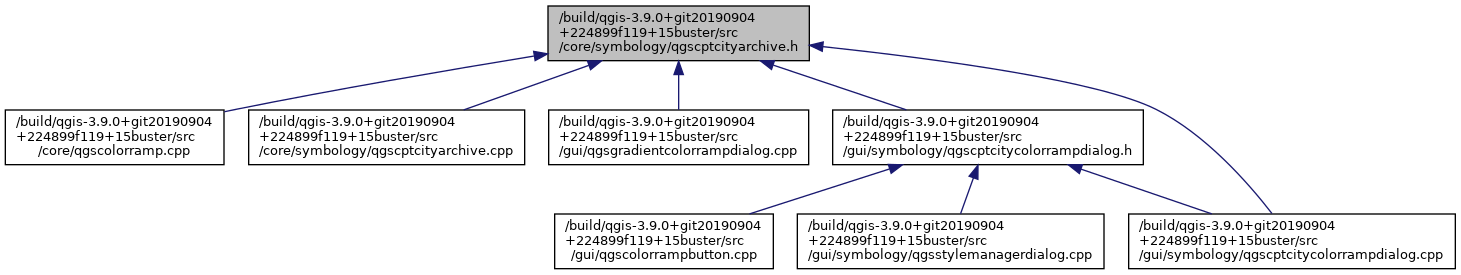 /build/qgis-3.9.0+git20190904
+224899f119+15buster/src
/core/symbology/qgscptcityarchive.h
/build/qgis-3.9.0+git20190904
+224899f119+15buster/src
/core/qgscolorramp.cpp
/build/qgis-3.9.0+git20190904
+224899f119+15buster/src
/core/symbology/qgscptcityarchive.cpp
/build/qgis-3.9.0+git20190904
+224899f119+15buster/src
/gui/qgsgradientcolorrampdialog.cpp
/build/qgis-3.9.0+git20190904
+224899f119+15buster/src
/gui/symbology/qgscptcitycolorrampdialog.h
/build/qgis-3.9.0+git20190904
+224899f119+15buster/src
/gui/qgscolorrampbutton.cpp
/build/qgis-3.9.0+git20190904
+224899f119+15buster/src
/gui/symbology/qgsstylemanagerdialog.cpp
/build/qgis-3.9.0+git20190904
+224899f119+15buster/src
/gui/symbology/qgscptcitycolorrampdialog.cpp